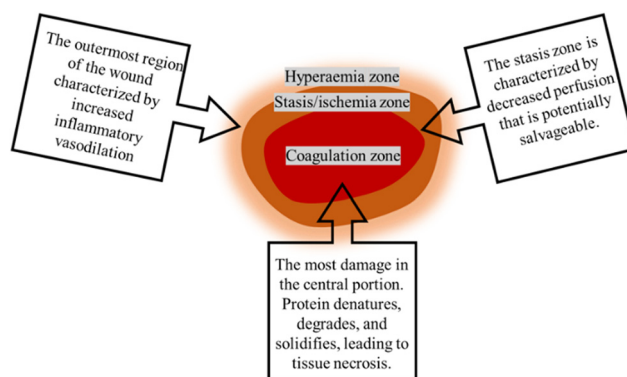 The outermost region
of the wound
characterized by
increased
inflammatory
vasodilation
Hyperaemia zone
Stasis/ischemia zone
Coagulation zone
The stasis zone is
characterized by
decreased perfusion
that is potentially
salvageable.
The most damage in
the central portion.
Protein denatures,
degrades, and
solidifies, leading to
tissue necrosis.